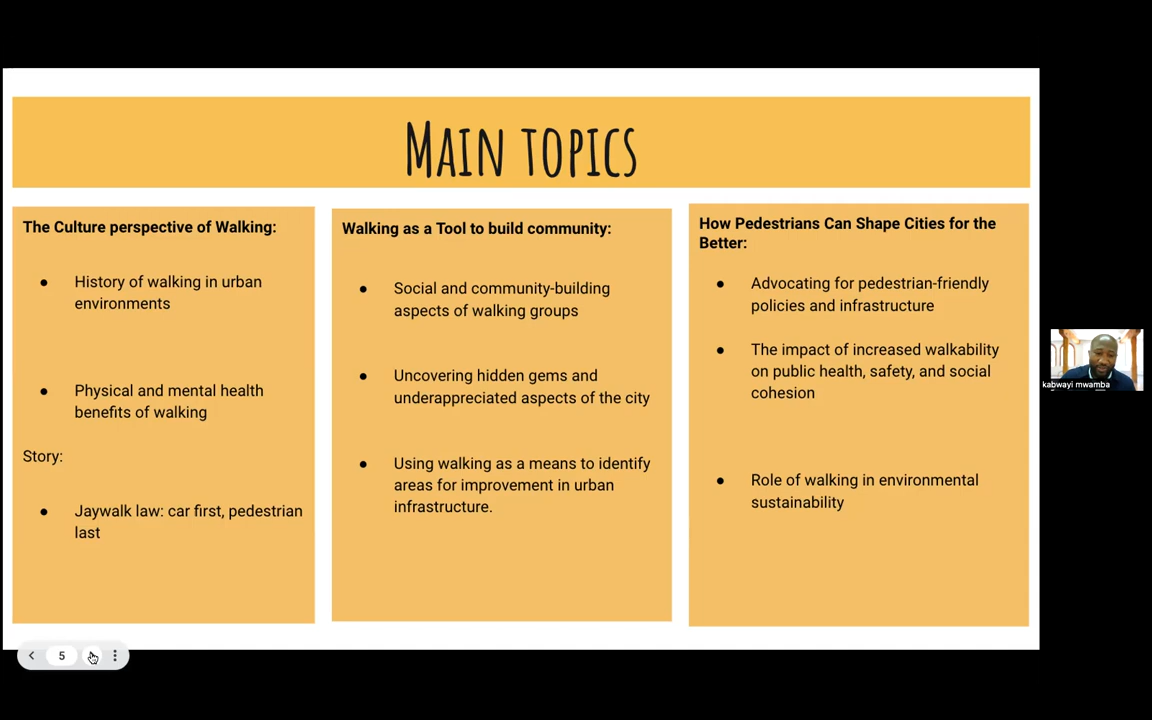 Main topics
The Culture perspective of Walking:
● History of walking in urban
environments
● Physical and mental health
benefits of walking
Story:
● Jaywalk law: car first, pedestrian
last
Walking as a Tool to build community:
● Social and community-building
aspects of walking groups
● Uncovering hidden gems and
underappreciated aspects of the city
● Using walking as a means to identify
areas for improvement in urban
infrastructure.
How Pedestrians Can Shape Cities for the
Better:
● Advocating for pedestrian-friendly
policies and infrastructure
● The impact of increased walkability
on public health, safety, and social
cohesion
● Role of walking in environmental
sustainability
kabwayi mwamba
5